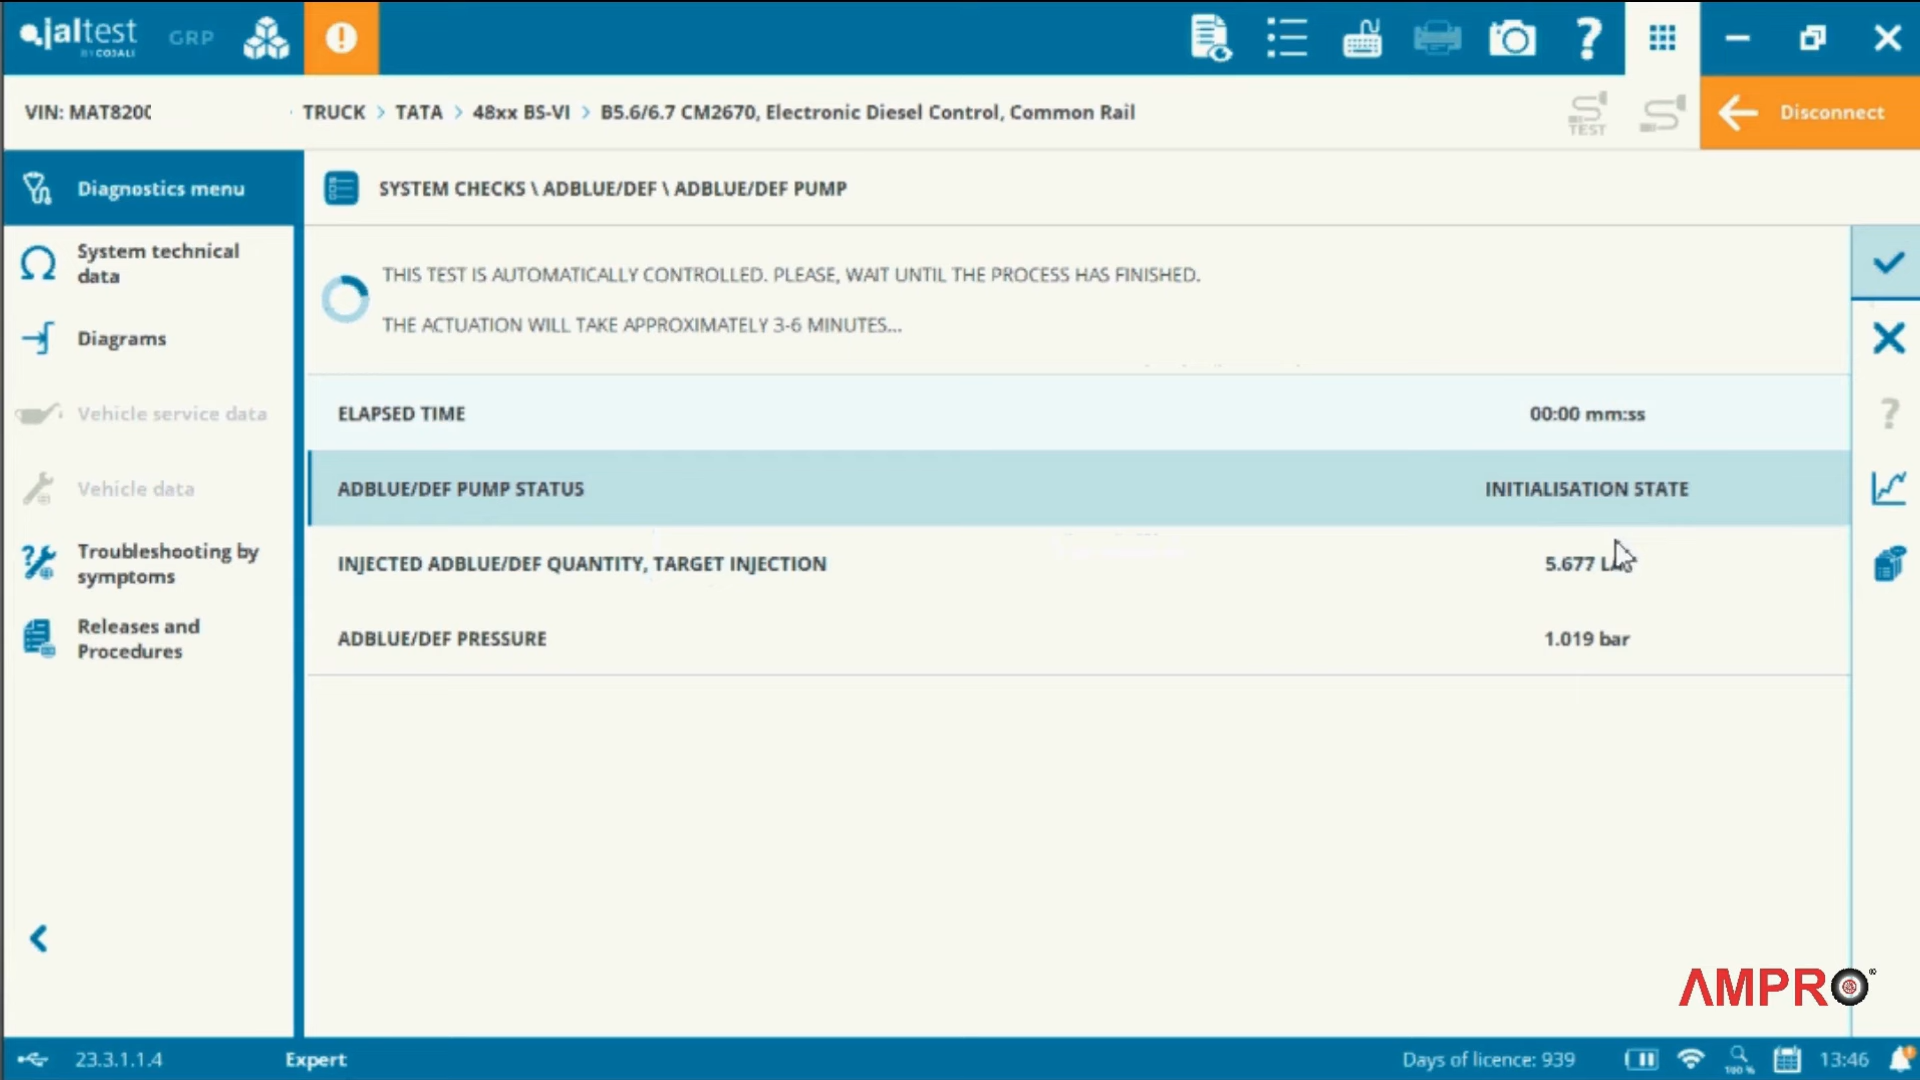 jaltest
BY COJALI
GRP
VIN: MAT820
TRUCK > TATA > 48xx BS-VI > B5.6/6.7 CM2670, Electronic Diesel Control, Common Rail
TEST
Disconnect
Diagnostics menu
SYSTEM CHECKS \ ADBLUE/DEF \ ADBLUE/DEF PUMP
System technical
data
Diagrams
Vehicle service data
Vehicle data
Troubleshooting by
symptoms
Releases and
Procedures
THIS TEST IS AUTOMATICALLY CONTROLLED. PLEASE, WAIT UNTIL THE PROCESS HAS FINISHED.
THE ACTUATION WILL TAKE APPROXIMATELY 3-6 MINUTES...
ELAPSED TIME 00:00 mm:ss
ADBLUE/DEF PUMP STATUS INITIALISATION STATE
INJECTED ADBLUE/DEF QUANTITY, TARGET INJECTION 5.677
ADBLUE/DEF PRESSURE 1.019 bar
AMPRO
23.3.1.1.4
Expert
Days of licence: 939
100 %
13:46